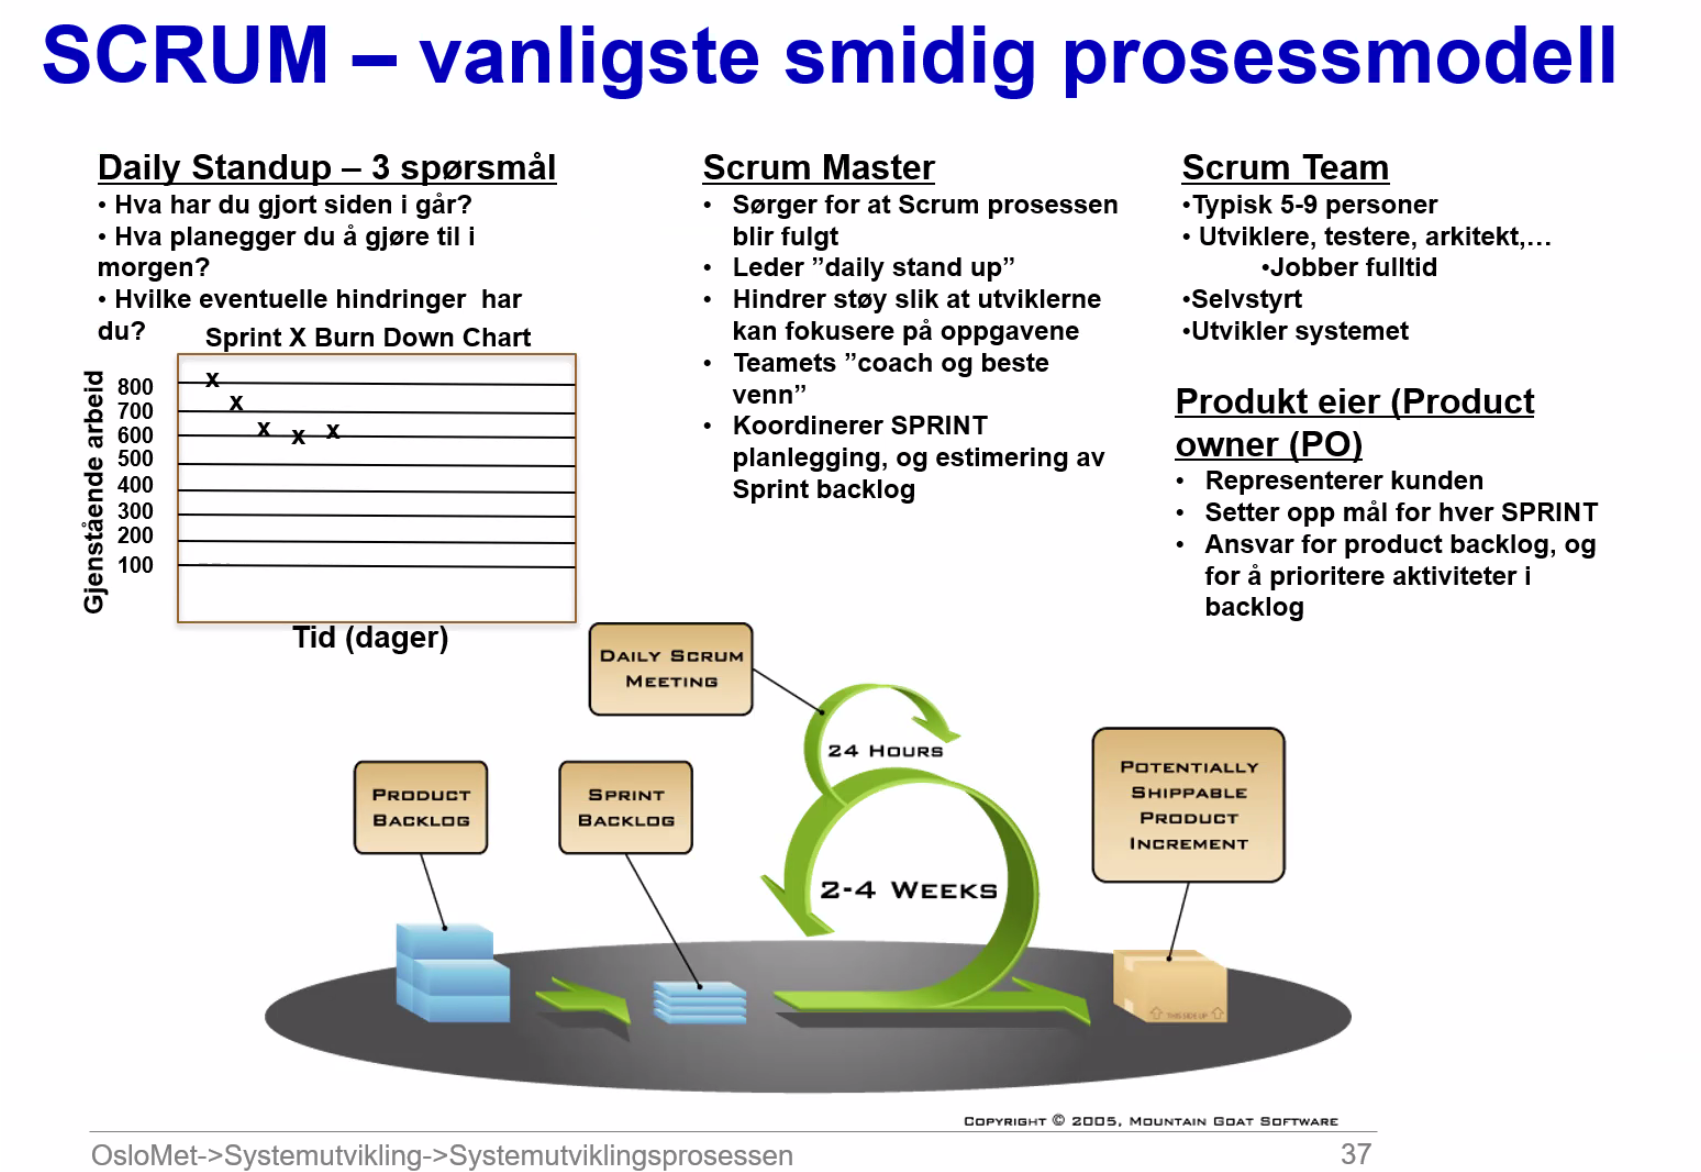 SCRUM – vanligste smidig prosessmodell
Daily Standup – 3 spørsmål
• Hva har du gjort siden i går?
• Hva planegger du å gjøre til i
morgen?
• Hvilke eventuelle hindringer har
du?
Sprint X Burn Down Chart
Gjenstående arbeid
800
700
600
500
400
300
200
100
x
x
x
x
x
Tid (dager)
Scrum Master
• Sørger for at Scrum prosessen
blir fulgt
• Leder ”daily stand up”
• Hindrer støy slik at utviklerne
kan fokusere på oppgavene
• Teamets ”coach og beste
venn”
• Koordinerer SPRINT
planlegging, og estimering av
Sprint backlog
Scrum Team
•Typisk 5-9 personer
• Utviklere, testere, arkitekt,…
•Jobber fulltid
•Selvstyrt
•Utvikler systemet
Produkt eier (Product
owner (PO)
• Representerer kunden
• Setter opp mål for hver SPRINT
• Ansvar for product backlog, og
for å prioritere aktiviteter i
backlog
DAILY SCRUM
MEETING
24 HOURS
PRODUCT
BACKLOG
SPRINT
BACKLOG
2-4 WEEKS
POTENTIALLY
SHIPPABLE
PRODUCT
INCREMENT
THIS SIDE UP
COPYRIGHT © 2005, MOUNTAIN GOAT SOFTWARE
OsloMet->Systemutvikling->Systemutviklingsprosessen
37